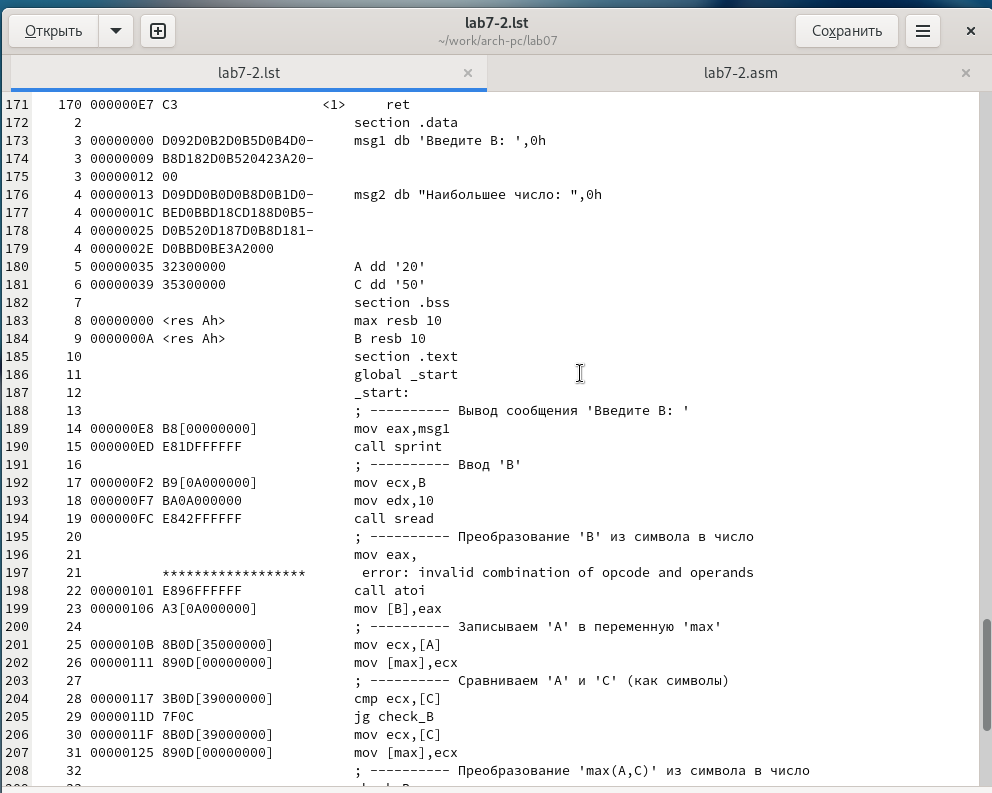 Открыть
lab7-2.lst
~/work/arch-pc/lab07
Сохранить
lab7-2.lst
lab7-2.asm
171 170 000000E7 C3 <1> ret
172 2 section .data
173 3 00000000 D092D0B2D0B5D0B4D0- msg1 db 'Введите B: ',0h
174 3 00000009 B8D182D0B520423A20-
175 3 00000012 00
176 4 00000013 D09DD0B0D0B8D0B1D0- msg2 db "Наибольшее число: ",0h
177 4 0000001C BED0BBD18CD188D0B5-
178 4 00000025 D0B520D187D0B8D181-
179 4 0000002E D0BBD0BE3A2000
180 5 00000035 32300000 A dd '20'
181 6 00000039 35300000 C dd '50'
182 7 section .bss
183 8 00000000 <res Ah> max resb 10
184 9 0000000A <res Ah> B resb 10
185 10 section .text
186 11 global _start
187 12 _start:
188 13 ; ---------- Вывод сообщения 'Введите B: '
189 14 000000E8 B8[00000000] mov eax,msg1
190 15 000000ED E81DFFFFFF call sprint
191 16 ; ---------- Ввод 'B'
192 17 000000F2 B9[0A000000] mov ecx,B
193 18 000000F7 BA0A000000 mov edx,10
194 19 000000FC E842FFFFFF call sread
195 20 ; ---------- Преобразование 'B' из символа в число
196 21 mov eax,
197 21 ****************** error: invalid combination of opcode and operands
198 22 00000101 E896FFFFFF call atoi
199 23 00000106 A3[0A000000] mov [B],eax
200 24 ; ---------- Записываем 'A' в переменную 'max'
201 25 0000010B 8B0D[35000000] mov ecx,[A]
202 26 00000111 890D[00000000] mov [max],ecx
203 27 ; ---------- Сравниваем 'A' и 'C' (как символы)
204 28 00000117 3B0D[39000000] cmp ecx,[C]
205 29 0000011D 7F0C jg check_B
206 30 0000011F 8B0D[39000000] mov ecx,[C]
207 31 00000125 890D[00000000] mov [max],ecx
208 32 ; ---------- Преобразование 'max(A,C)' из символа в число